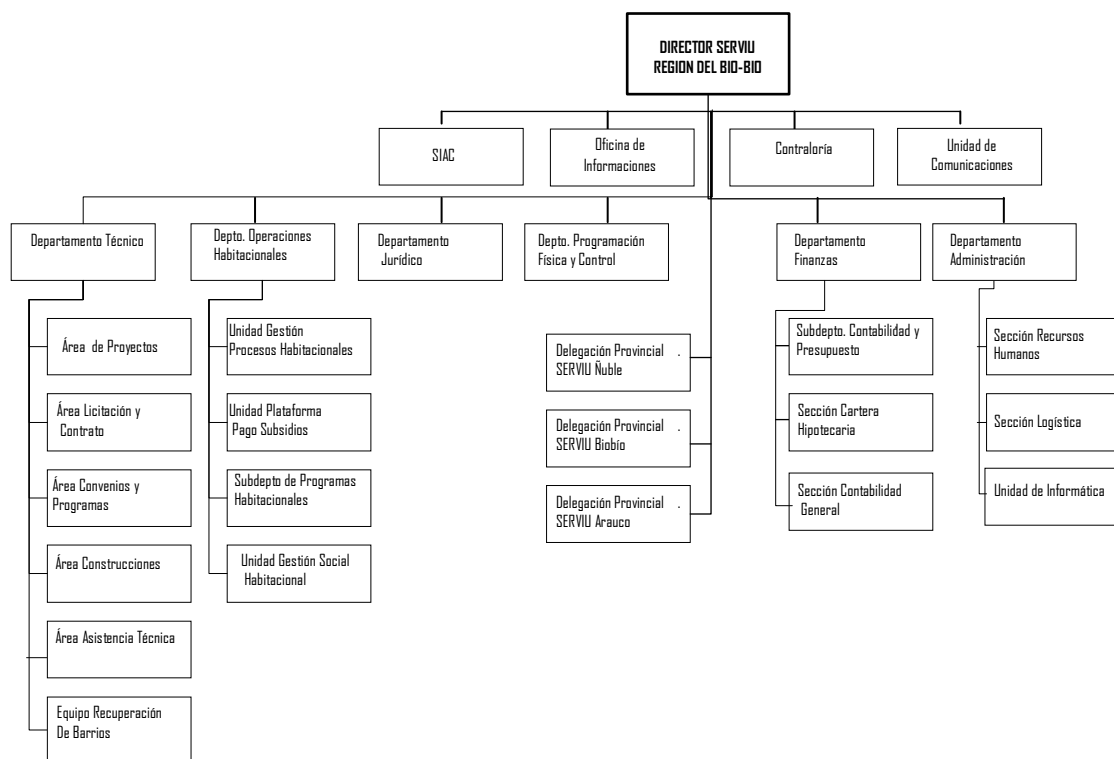 DIRECTOR SERVIU
REGION DEL BIO-BIO
SIAC
Oficina de
Informaciones
Contraloría
Unidad de
Comunicaciones
Departamento Técnico
Depto. Operaciones
Habitacionales
Departamento
Jurídico
Depto. Programación
Física y Control
Departamento
Finanzas
Departamento
Administración
Área de Proyectos
Área Licitación y
Contrato
Área Convenios y
Programas
Área Construcciones
Área Asistencia Técnica
Equipo Recuperación
De Barrios
Unidad Gestión
Procesos Habitacionales
Unidad Plataforma
Pago Subsidios
Subdepto de Programas
Habitacionales
Unidad Gestión Social
Habitacional
Delegación Provincial .
SERVIU Ñuble
Delegación Provincial .
SERVIU Biobío
Delegación Provincial .
SERVIU Arauco
Subdepto. Contabilidad y
Presupuesto
Sección Cartera
Hipotecaria
Sección Contabilidad
General
Sección Recursos
Humanos
Sección Logística
Unidad de Informática